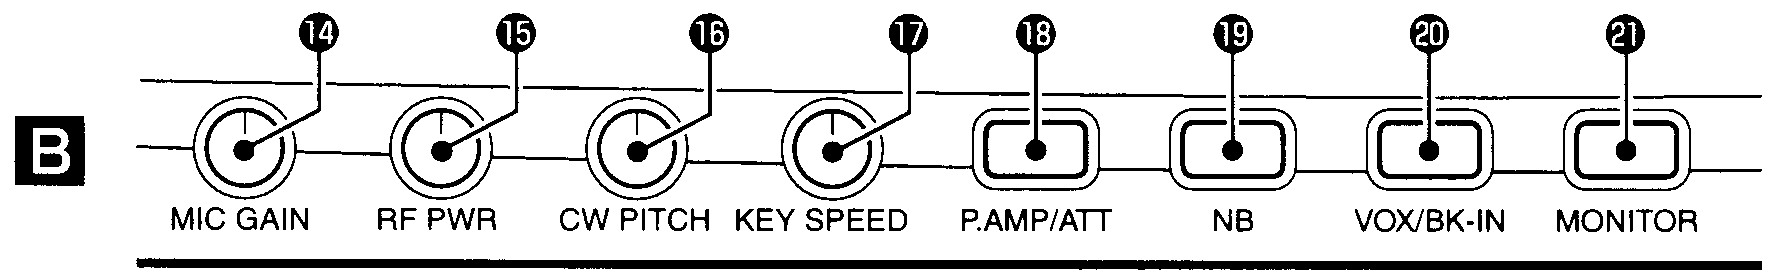 14 15 16 17 18 19 20 21
B
MIC GAIN RF PWR CW PITCH KEY SPEED P.AMP/ATT NB VOX/BK-IN MONITOR